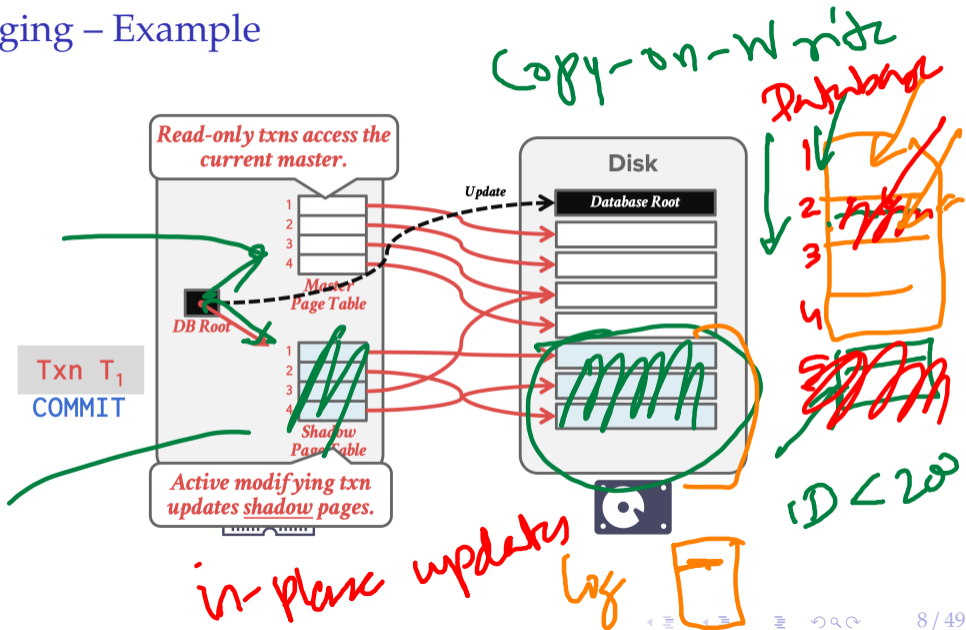 ging – Example
Copy-on-Write
Database
Read-only txns access the
current master.
Disk
Update
Database Root
1
2
3
4
Master
Page Table
DB Root
1
2
3
4
1
2
3
4
Txn T₁
COMMIT
Shadow
Page Table
Active modifying txn
updates shadow pages.
ID < 200
in-place updates
Log
8 / 49